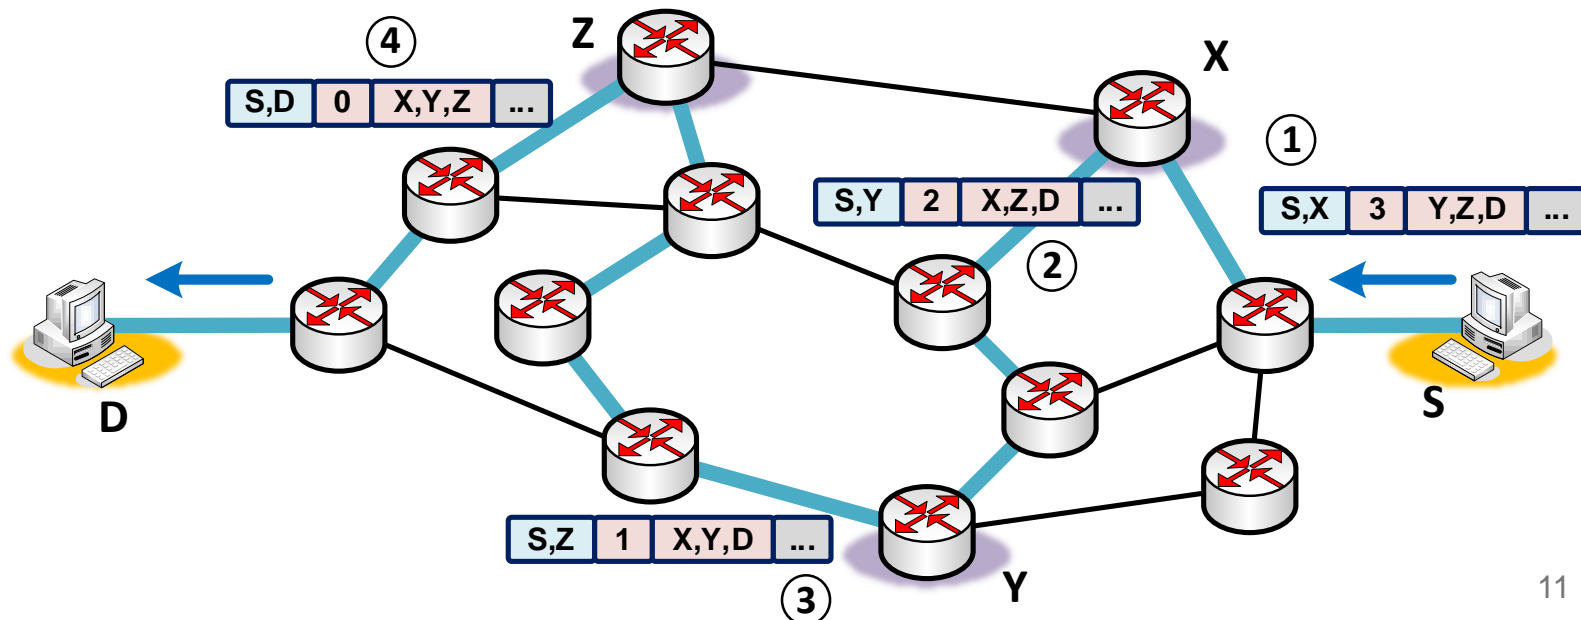 Z
④
X
S,D 0 X,Y,Z ...
①
S,Y 2 X,Z,D ...
S,X 3 Y,Z,D ...
②
D
S
S,Z 1 X,Y,D ...
Y
③
11